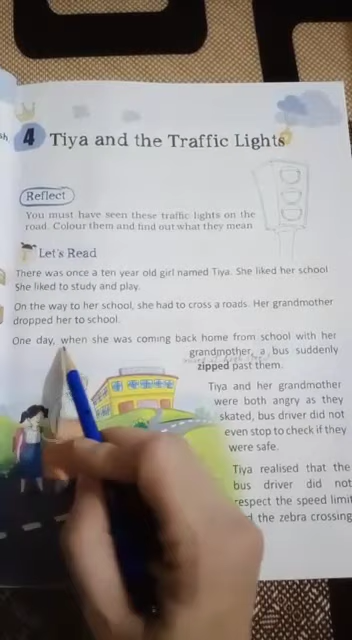 4 Tiya and the Traffic Lights
Reflect
You must have seen these traffic lights on the
road. Colour them and find out what they mean
Let's Read
There was once a ten year old girl named Tiya. She liked her school
She liked to study and play.
On the way to her school, she had to cross a roads. Her grandmother
dropped her to school.
One day, when she was coming back home from school with her
grandmother, a bus suddenly
zipped past them.
Tiya and her grandmother
were both angry as they
skated, bus driver did not
even stop to check if they
were safe.
Tiya realised that the
bus driver did not
respect the speed limit
the zebra crossing